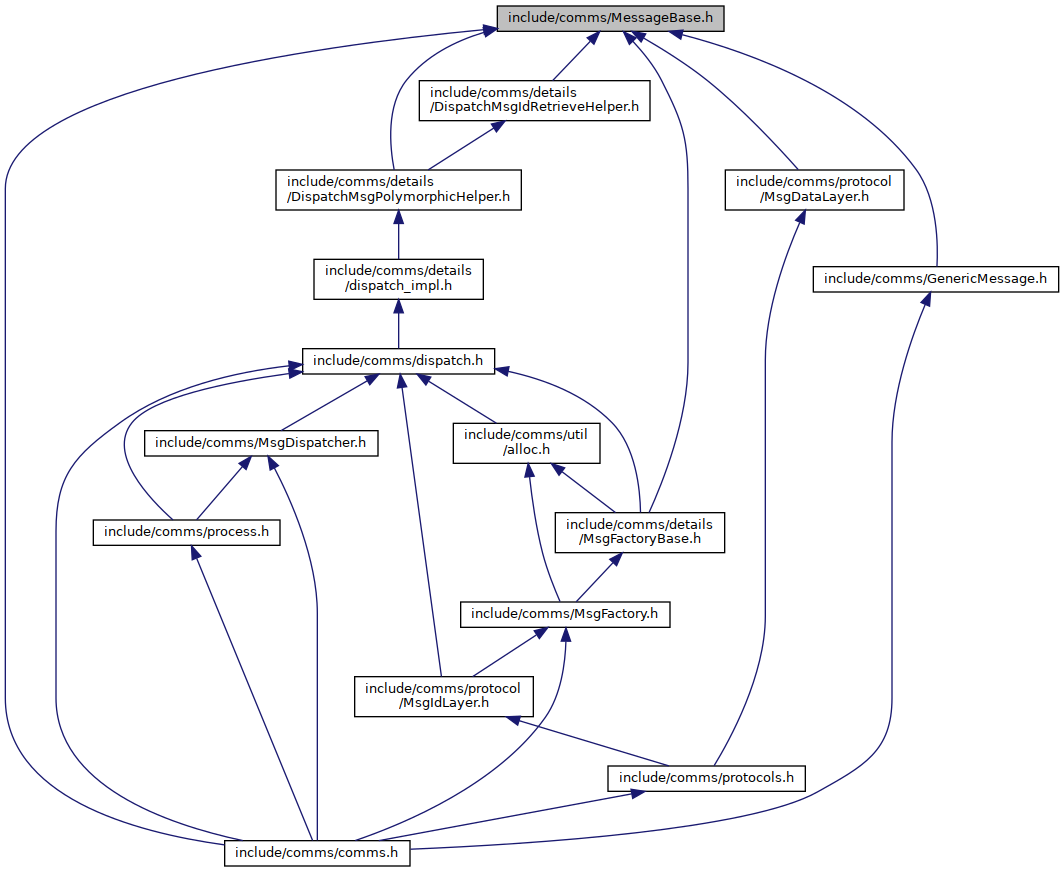 include/comms/MessageBase.h
include/comms/details
/DispatchMsgIdRetrieveHelper.h
include/comms/details
/DispatchMsgPolymorphicHelper.h
include/comms/protocol
/MsgDataLayer.h
include/comms/details
/dispatch_impl.h
include/comms/GenericMessage.h
include/comms/dispatch.h
include/comms/MsgDispatcher.h
include/comms/util
/alloc.h
include/comms/process.h
include/comms/details
/MsgFactoryBase.h
include/comms/MsgFactory.h
include/comms/protocol
/MsgIdLayer.h
include/comms/protocols.h
include/comms/comms.h